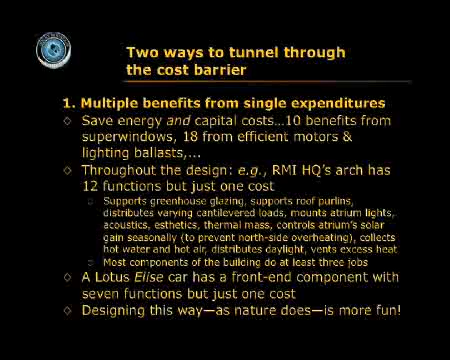 Two ways to tunnel through
the cost barrier
1. Multiple benefits from single expenditures
◊ Save energy and capital costs…10 benefits from
superwindows, 18 from efficient motors &
lighting ballasts,...
◊ Throughout the design: e.g., RMI HQ's arch has
12 functions but just one cost
Supports greenhouse glazing, supports roof purlins,
distributes varying cantilevered loads, mounts atrium lights,
acoustics, esthetics, thermal mass, controls atrium's solar
gain seasonally (to prevent north-side overheating), collects
hot water and hot air, distributes daylight, vents excess heat
Most components of the building do at least three jobs
◊ A Lotus Elise car has a front-end component with
seven functions but just one cost
◊ Designing this way—as nature does—is more fun!